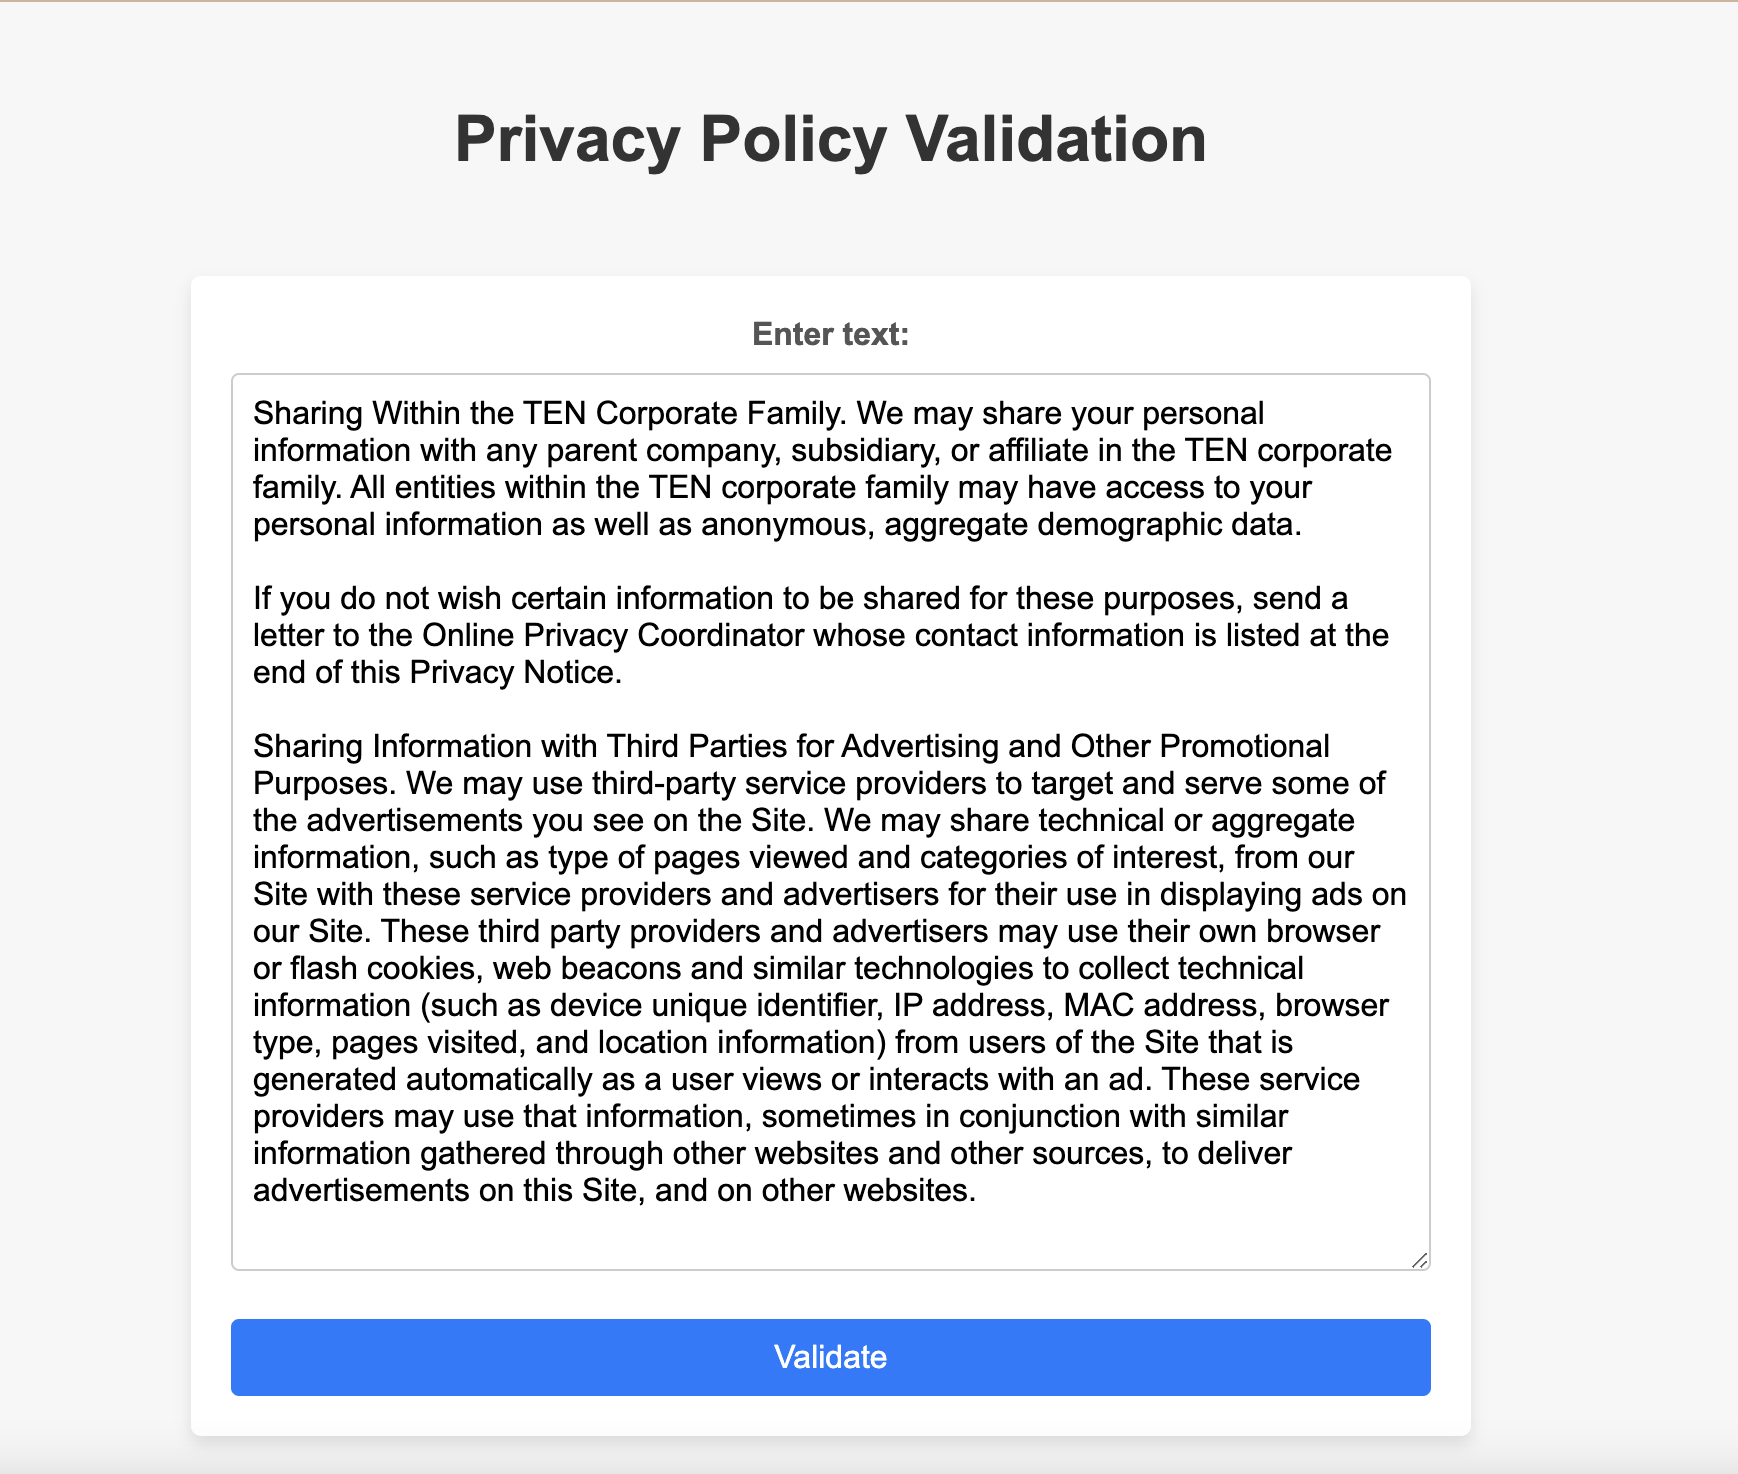 Privacy Policy Validation
Enter text:
Sharing Within the TEN Corporate Family. We may share your personal
information with any parent company, subsidiary, or affiliate in the TEN corporate
family. All entities within the TEN corporate family may have access to your
personal information as well as anonymous, aggregate demographic data.
If you do not wish certain information to be shared for these purposes, send a
letter to the Online Privacy Coordinator whose contact information is listed at the
end of this Privacy Notice.
Sharing Information with Third Parties for Advertising and Other Promotional
Purposes. We may use third-party service providers to target and serve some of
the advertisements you see on the Site. We may share technical or aggregate
information, such as type of pages viewed and categories of interest, from our
Site with these service providers and advertisers for their use in displaying ads on
our Site. These third party providers and advertisers may use their own browser
or flash cookies, web beacons and similar technologies to collect technical
information (such as device unique identifier, IP address, MAC address, browser
type, pages visited, and location information) from users of the Site that is
generated automatically as a user views or interacts with an ad. These service
providers may use that information, sometimes in conjunction with similar
information gathered through other websites and other sources, to deliver
advertisements on this Site, and on other websites.
Validate